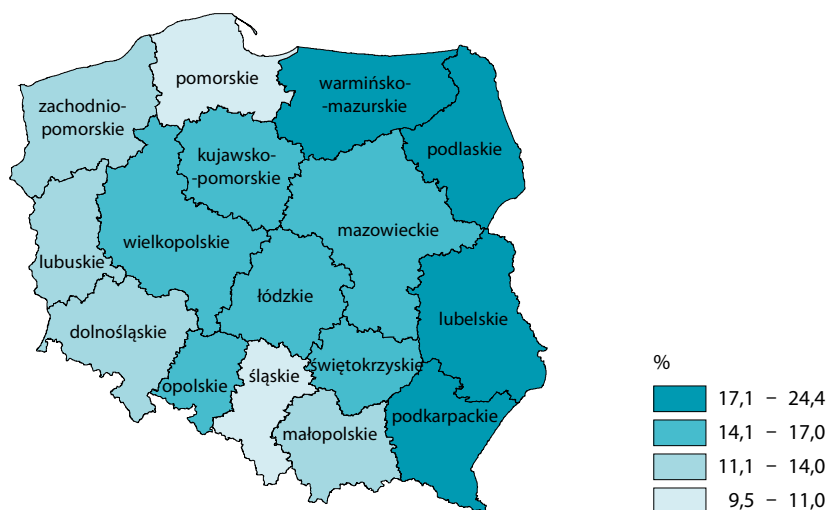 pomorskie
warmińsko-
-mazurskie
zachodnio-
pomorskie
podlaskie
kujawsko-
-pomorskie
mazowieckie
wielkopolskie
lubuskie
łódzkie
lubelskie
dolnośląskie
świętokrzyskie
śląskie
opolskie
podkarpackie
małopolskie
%
17,1 – 24,4
14,1 – 17,0
11,1 – 14,0
9,5 – 11,0